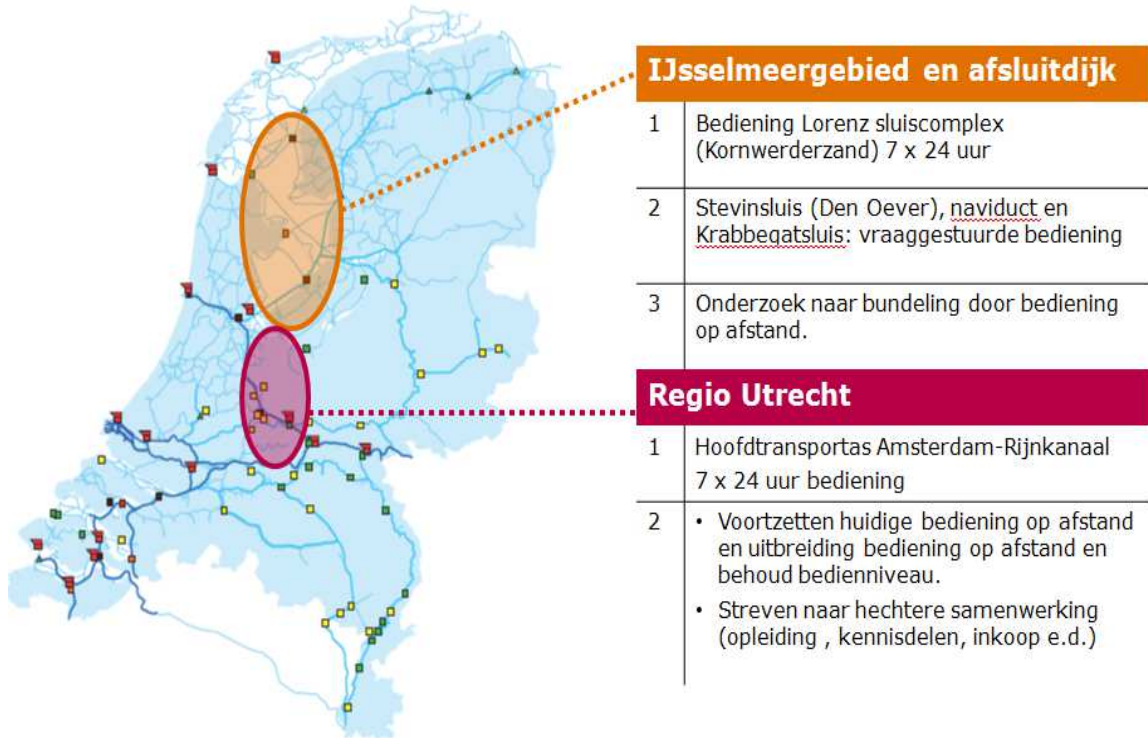 IJsselmeergebied en afsluitdijk
1 Bediening Lorenz sluiscomplex
(Kornwerderzand) 7 x 24 uur
2 Stevinsluis (Den Oever), naviduct en
Krabbegatsluis: vraaggestuurde bediening
3 Onderzoek naar bundeling door bediening
op afstand.
Regio Utrecht
1 Hoofdtransportas Amsterdam-Rijnkanaal
7 x 24 uur bediening
2 • Voortzetten huidige bediening op afstand
en uitbreiding bediening op afstand en
behoud bedienniveau.
• Streven naar hechtere samenwerking
(opleiding , kennisdelen, inkoop e.d.)